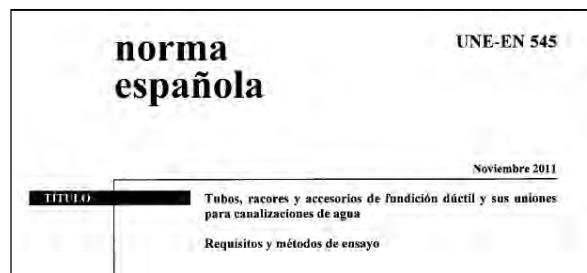 norma
española
UNE-EN 545
Noviembre 2011
TÍTULO
Tubos, racores y accesorios de fundición dúctil y sus uniones
para canalizaciones de agua
Requisitos y métodos de ensayo